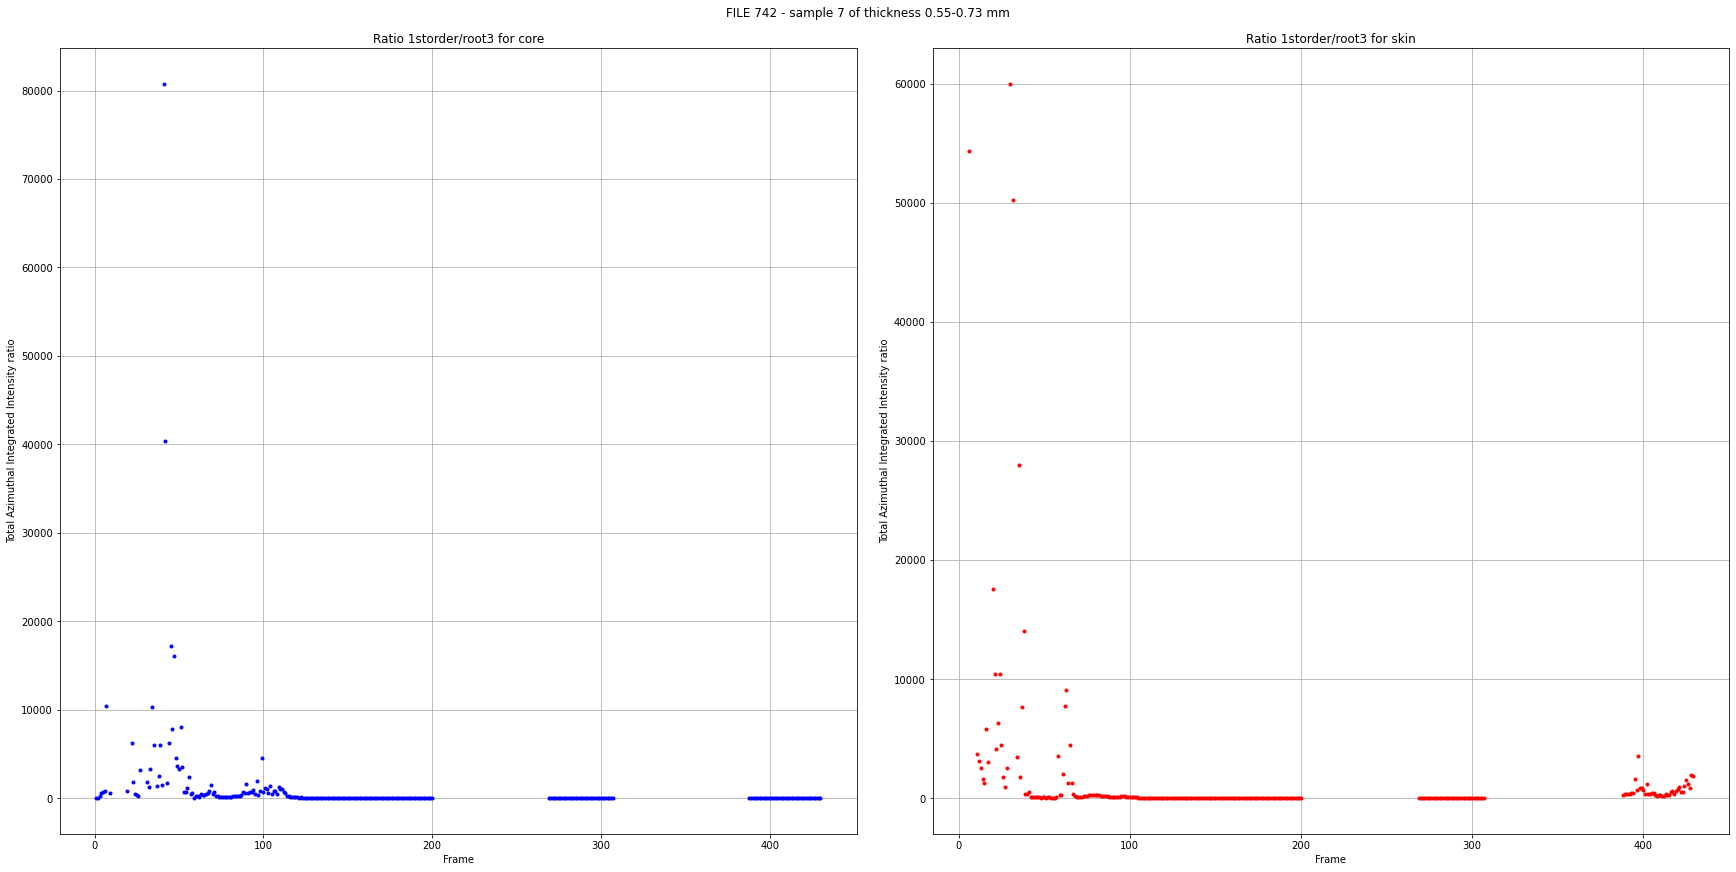 FILE 742 - sample 7 of thickness 0.55-0.73 mm
Ratio 1storder/root3 for core
Total Azimuthal Integrated Intensity ratio
80000
70000
60000
50000
40000
30000
20000
10000
0
0 100 200 300 400
Frame
Ratio 1storder/root3 for skin
Total Azimuthal Integrated Intensity ratio
60000
50000
40000
30000
20000
10000
0
0 100 200 300 400
Frame